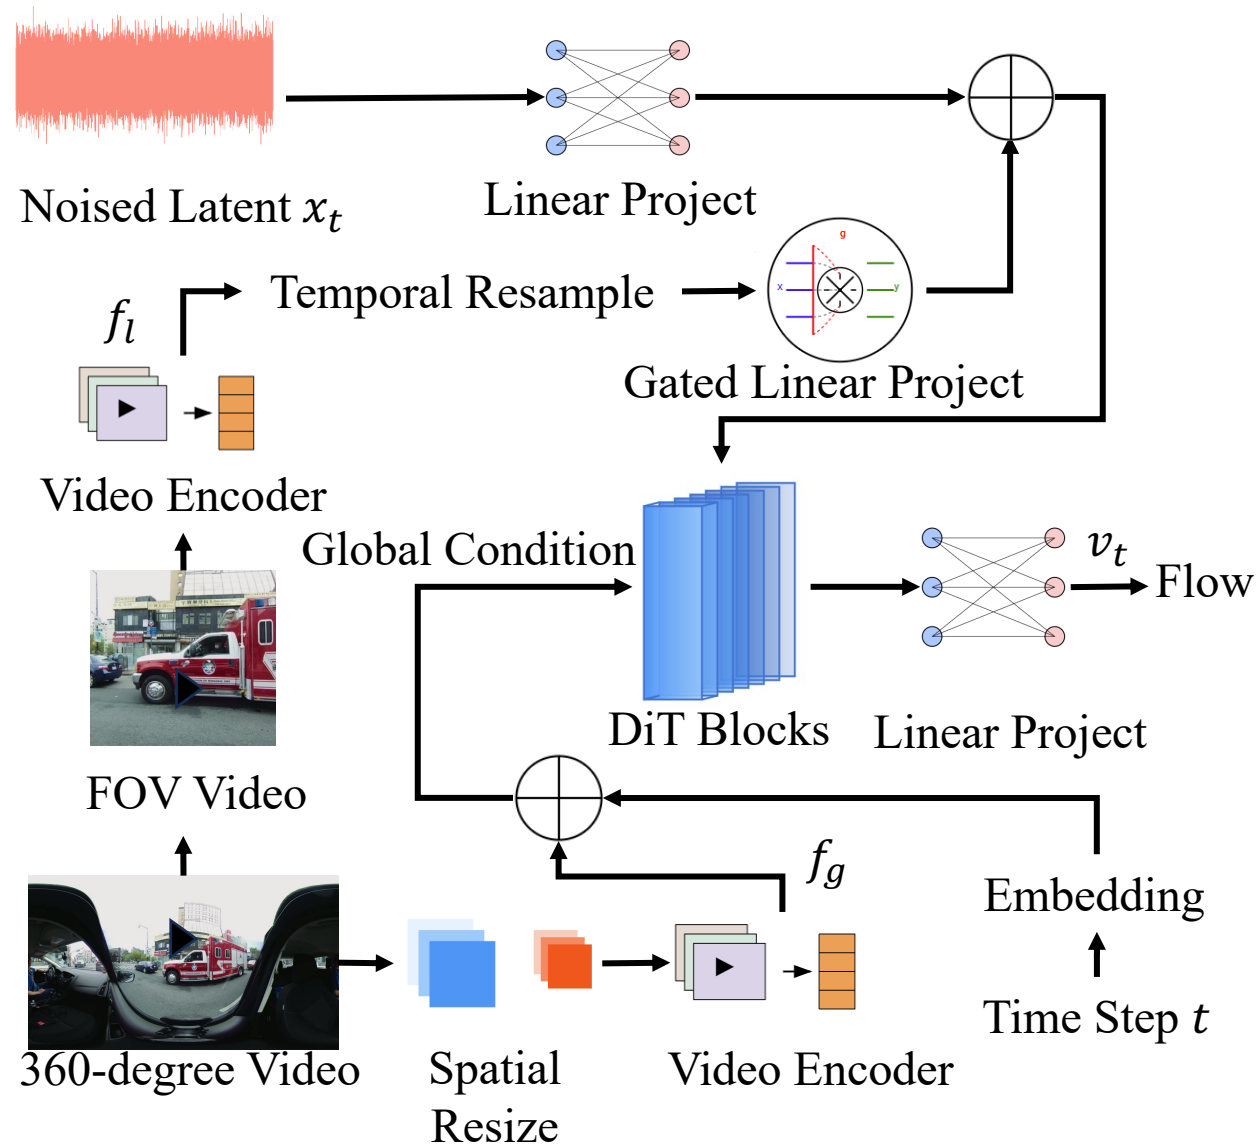 Noised Latent x_t
Linear Project
g
x
y
Temporal Resample
f_l
Gated Linear Project
Video Encoder
Global Condition
v_t
Flow
DiT Blocks
Linear Project
FOV Video
f_g
Embedding
Time Step t
360-degree Video
Spatial
Resize
Video Encoder